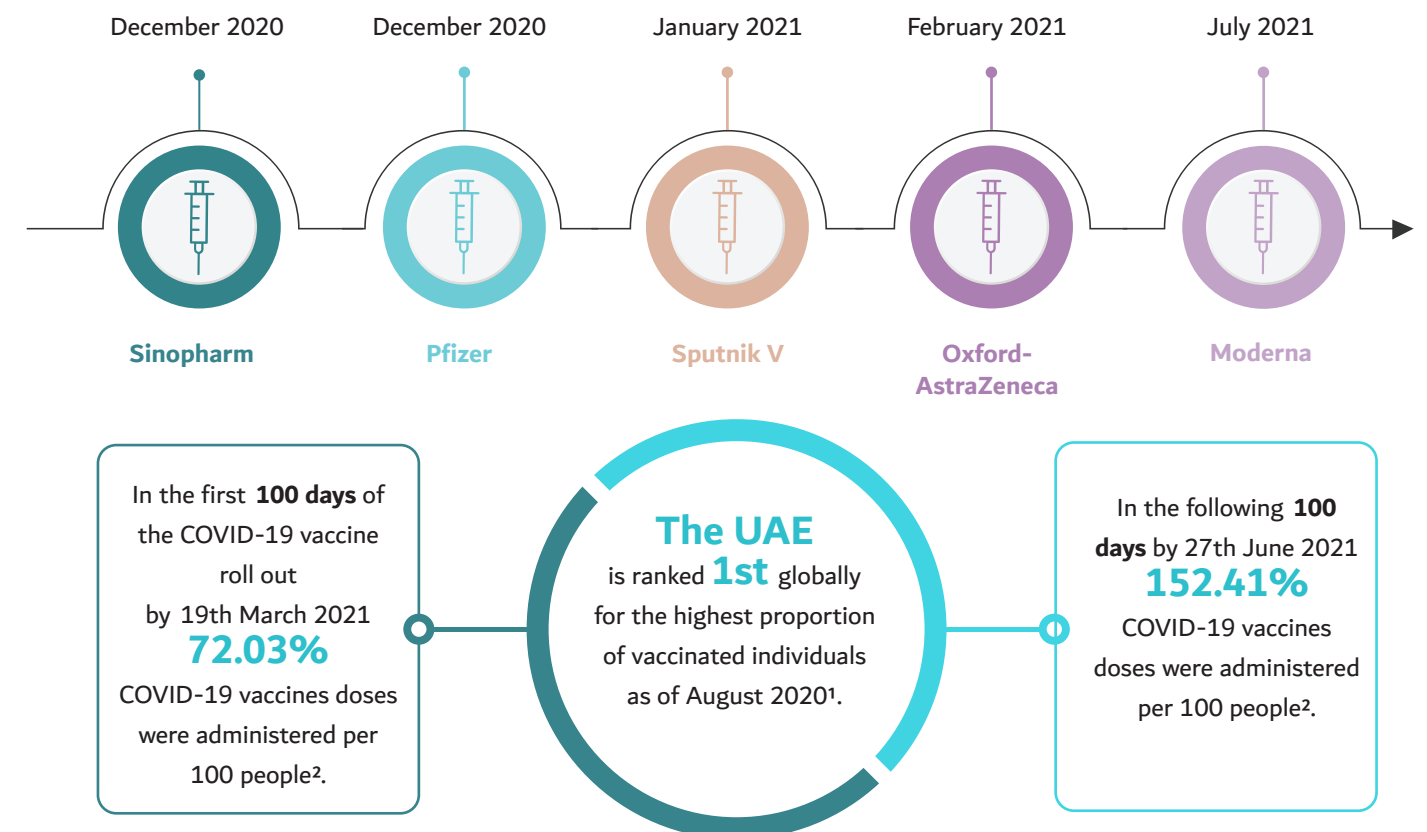 December 2020
December 2020
January 2021
February 2021
July 2021
Sinopharm
Pfizer
Sputnik V
Oxford-
AstraZeneca
Moderna
In the first 100 days of
the COVID-19 vaccine
roll out
by 19th March 2021
72.03%
COVID-19 vaccines doses
were administered per
100 people².
The UAE
is ranked 1st globally
for the highest proportion
of vaccinated individuals
as of August 2020¹.
In the following 100
days by 27th June 2021
152.41%
COVID-19 vaccines
doses were administered
per 100 people².